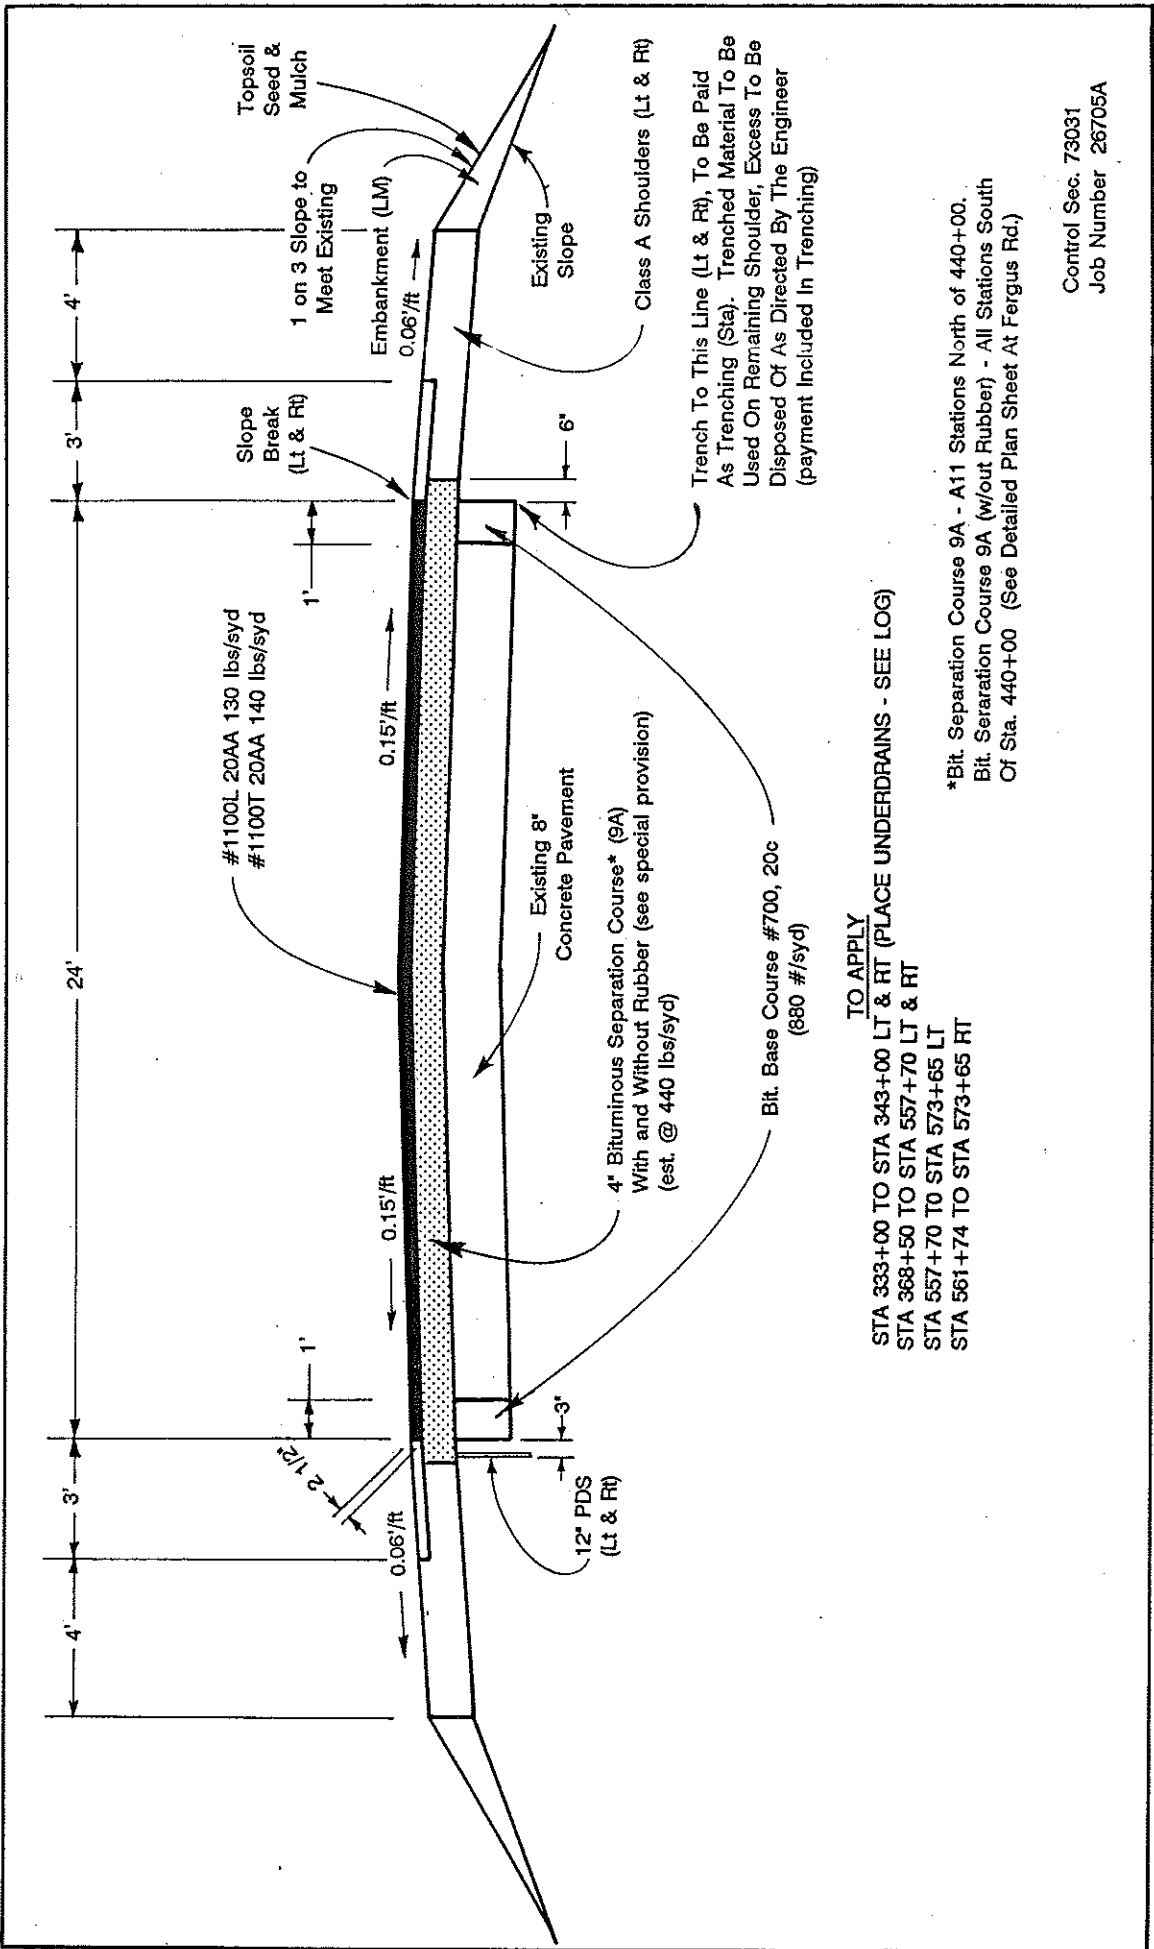 24'
4'
3'
3'
4'
#1100L 20AA 130 lbs/syd
#1100T 20AA 140 lbs/syd
Topsoil
Seed &
Mulch
1 on 3 Slope to
Meet Existing
Slope
Break
(Lt & Rt)
Embankment (LM)
1'
1'
2 1/2"
0.06'/ft
0.15'/ft
0.15'/ft
0.06'/ft
Existing
Slope
3"
6"
12" PDS
(Lt & Rt)
Existing 8"
Concrete Pavement
Class A Shoulders (Lt & Rt)
4" Bituminous Separation Course* (9A)
With and Without Rubber (see special provision)
(est. @ 440 lbs/syd)
Trench To This Line (Lt & Rt), To Be Paid
As Trenching (Sta). Trenched Material To Be
Used On Remaining Shoulder, Excess To Be
Disposed Of As Directed By The Engineer
(payment Included In Trenching)
Bit. Base Course #700, 20c
(880 #/syd)
TO APPLY
STA 333+00 TO STA 343+00 LT & RT (PLACE UNDERDRAINS - SEE LOG)
STA 368+50 TO STA 557+70 LT & RT
STA 557+70 T0 STA 573+65 LT
STA 561+74 TO STA 573+65 RT
*Bit. Separation Course 9A - A11 Stations North of 440+00.
Bit. Seraration Course 9A (w/out Rubber) - All Stations South
Of Sta. 440+00 (See Detailed Plan Sheet At Fergus Rd.)
Control Sec. 73031
Job Number 26705A